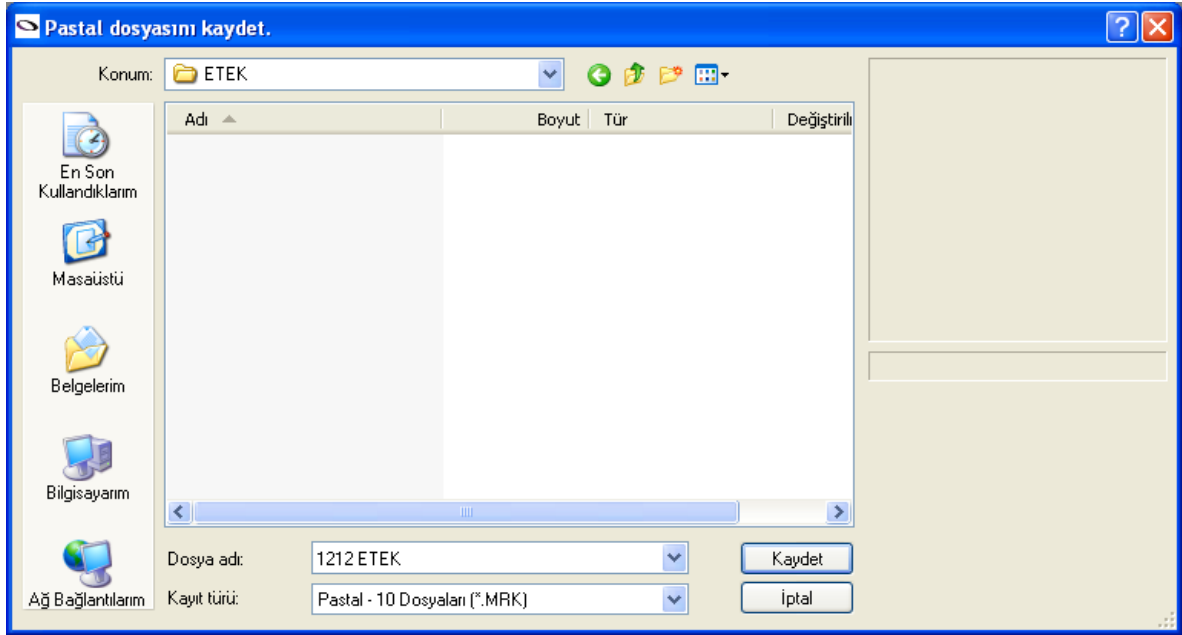 Pastal dosyasını kaydet.
Konum: ETEK
Adı Boyut Tür Değiştirilı
En Son
Kullandıklarım
Masaüstü
Belgelerim
Bilgisayarım
Ağ Bağlantılarım
Dosya adı: 1212 ETEK Kaydet
Kayıt türü: Pastal - 10 Dosyaları (*.MRK) İptal